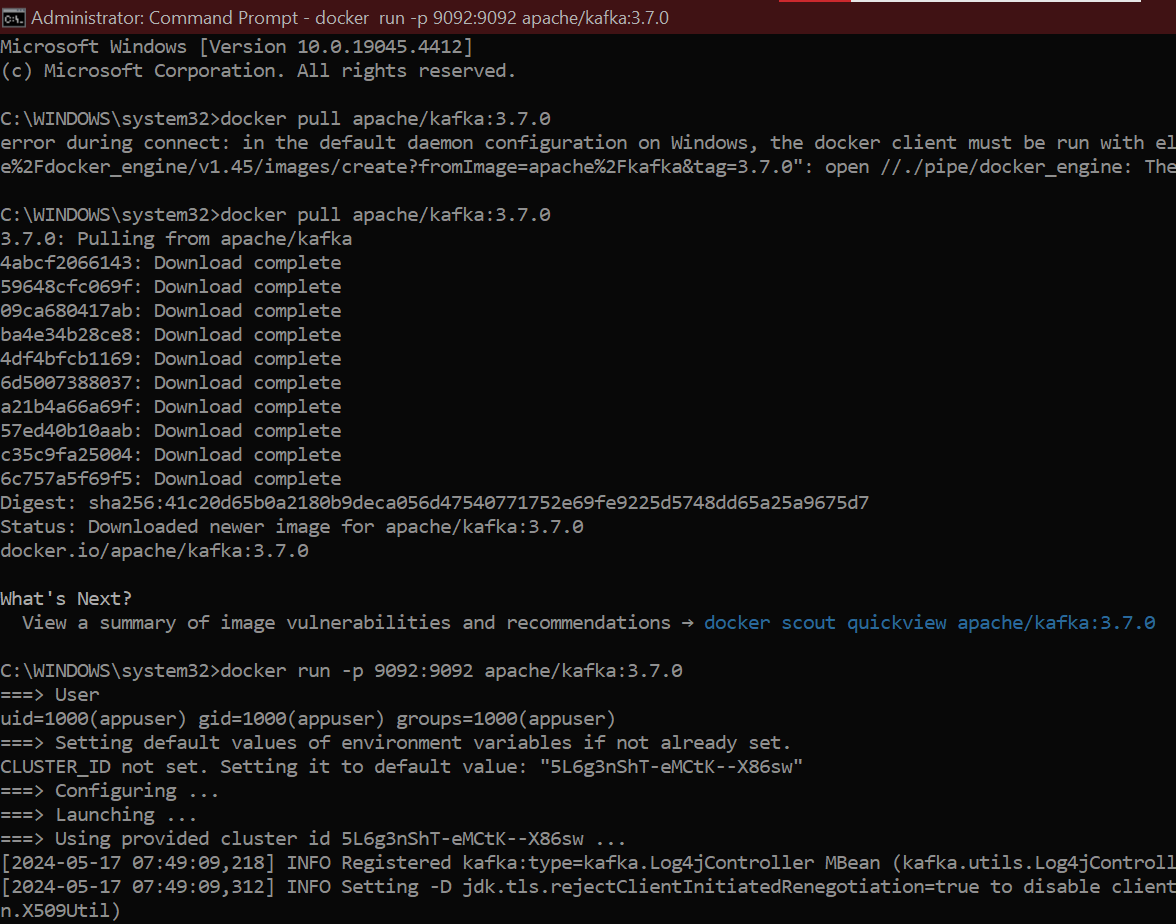 Administrator: Command Prompt - docker  run -p 9092:9092 apache/kafka:3.7.0
Microsoft Windows [Version 10.0.19045.4412]
(c) Microsoft Corporation. All rights reserved.
C:\WINDOWS\system32>docker pull apache/kafka:3.7.0
error during connect: in the default daemon configuration on Windows, the docker client must be run with el
e%2Fdocker_engine/v1.45/images/create?fromImage=apache%2Fkafka&tag=3.7.0": open //./pipe/docker_engine: The
C:\WINDOWS\system32>docker pull apache/kafka:3.7.0
3.7.0: Pulling from apache/kafka
4abcf2066143: Download complete
59648cfc069f: Download complete
09ca680417ab: Download complete
ba4e34b28ce8: Download complete
4df4bfcb1169: Download complete
6d5007388037: Download complete
a21b4a66a69f: Download complete
57ed40b10aab: Download complete
c35c9fa25004: Download complete
6c757a5f69f5: Download complete
Digest: sha256:41c20d65b0a2180b9deca056d47540771752e69fe9225d5748dd65a25a9675d7
Status: Downloaded newer image for apache/kafka:3.7.0
docker.io/apache/kafka:3.7.0
What's Next?
  View a summary of image vulnerabilities and recommendations → docker scout quickview apache/kafka:3.7.0
C:\WINDOWS\system32>docker run -p 9092:9092 apache/kafka:3.7.0
===> User
uid=1000(appuser) gid=1000(appuser) groups=1000(appuser)
===> Setting default values of environment variables if not already set.
CLUSTER_ID not set. Setting it to default value: "5L6g3nShT-eMCtK--X86sw"
===> Configuring ...
===> Launching ...
===> Using provided cluster id 5L6g3nShT-eMCtK--X86sw ...
[2024-05-17 07:49:09,218] INFO Registered kafka:type=kafka.Log4jController MBean (kafka.utils.Log4jControll
[2024-05-17 07:49:09,312] INFO Setting -D jdk.tls.rejectClientInitiatedRenegotiation=true to disable client
n.X509Util)